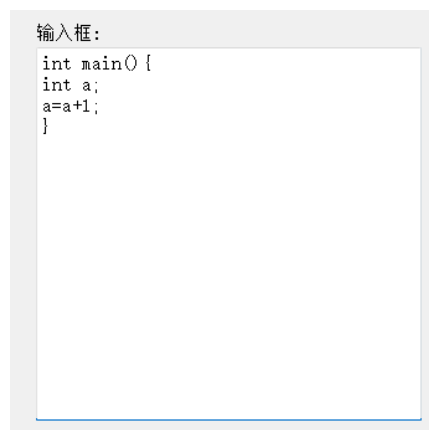 输入框:
int main(){
int a;
a=a+1;
}